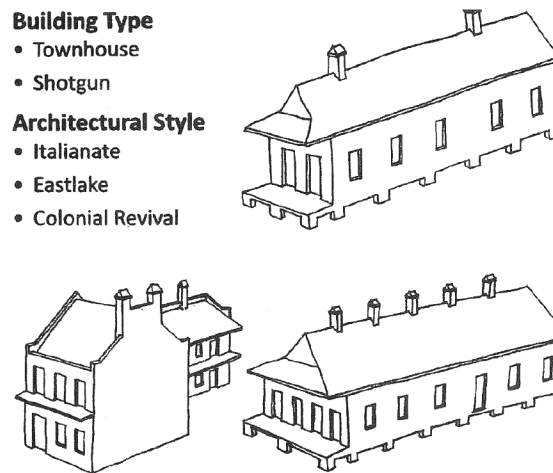 Building Type
• Townhouse
• Shotgun
Architectural Style
• Italianate
• Eastlake
• Colonial Revival